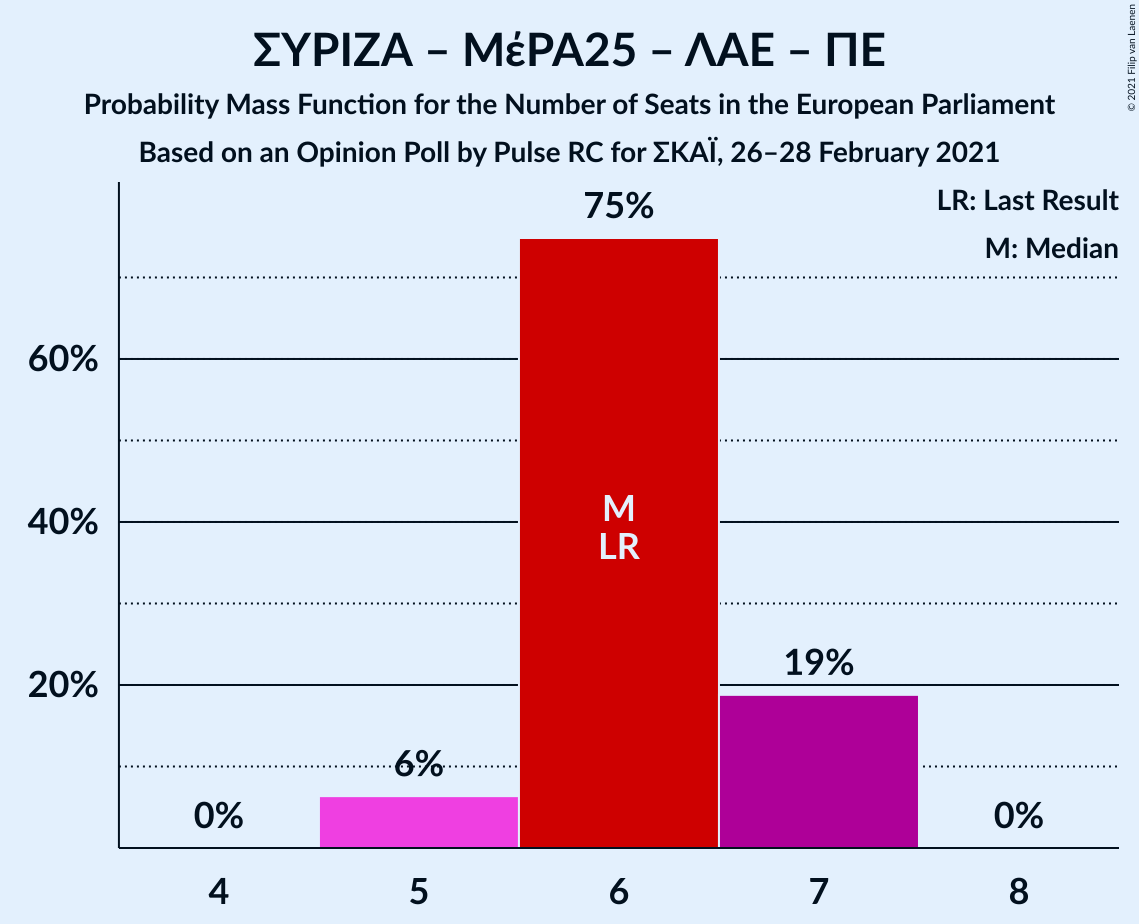 ΣΥΡΙΖΑ – ΜέΡΑ25 – ΛΑΕ – ΠΕ
Probability Mass Function for the Number of Seats in the European Parliament
Based on an Opinion Poll by Pulse RC for ΣΚΑΪ, 26–28 February 2021
© 2021 Filip van Laenen
LR: Last Result
M: Median
75%
60%
40%
20%
M
LR
19%
6%
0%
0%
4 5 6 7 8